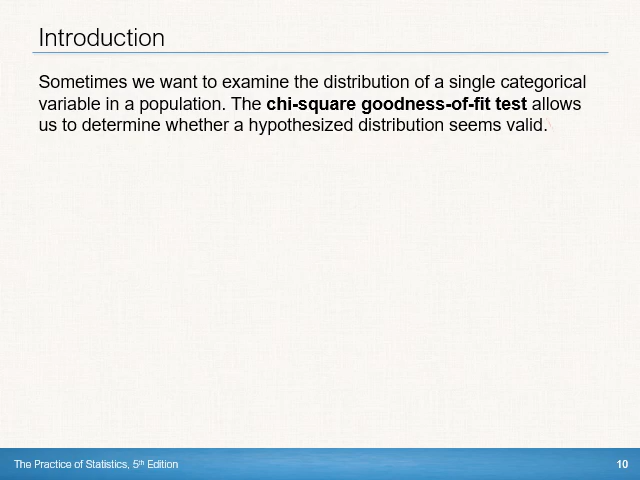 Introduction
Sometimes we want to examine the distribution of a single categorical
variable in a population. The chi-square goodness-of-fit test allows
us to determine whether a hypothesized distribution seems valid.
The Practice of Statistics, 5th Edition
10